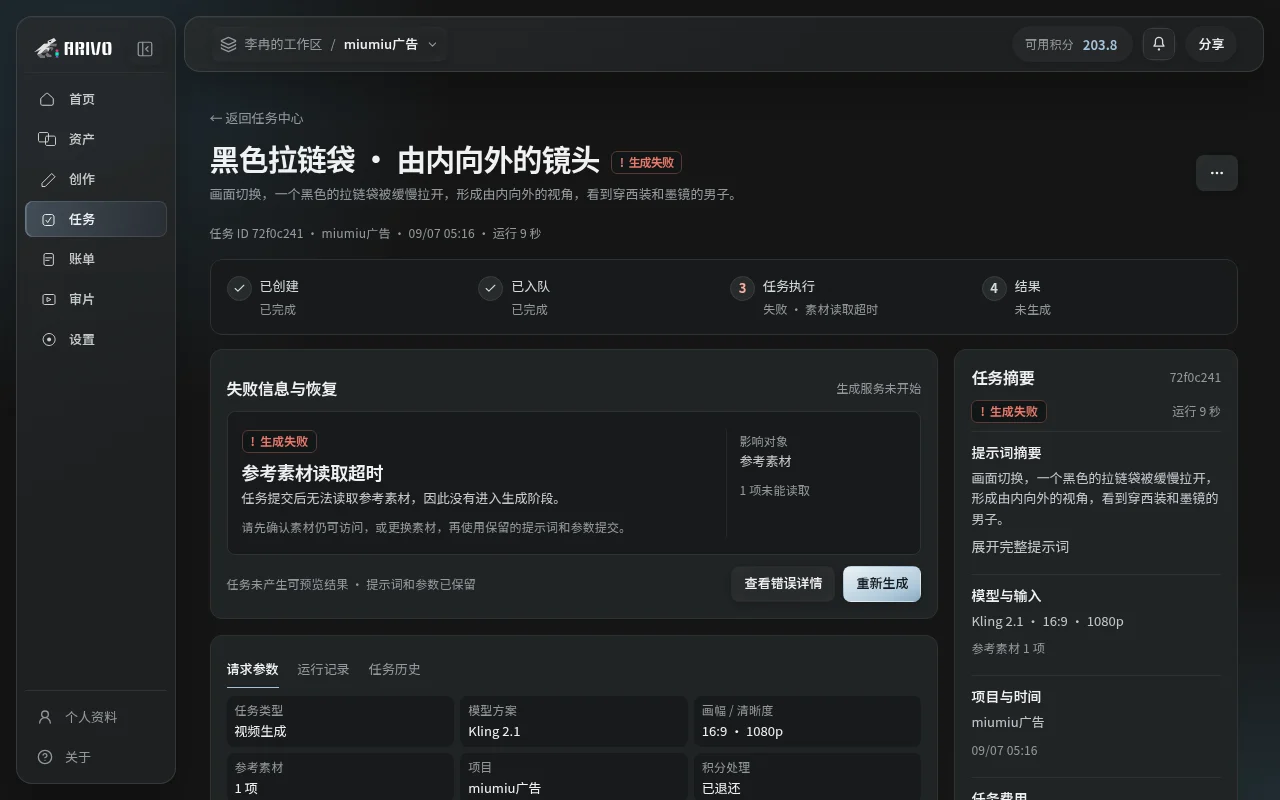 ARIVO
首页
资产
创作
任务
账单
审片
设置
个人资料
关于
李冉的工作区 / miumiu广告
可用积分 203.8
分享
← 返回任务中心
黑色拉链袋 · 由内向外的镜头
! 生成失败
画面切换，一个黑色的拉链袋被缓慢拉开，形成由内向外的视角，看到穿西装和墨镜的男子。
任务 ID 72f0c241 · miumiu广告 · 09/07 05:16 · 运行 9 秒
···
已创建
已完成
已入队
已完成
3 任务执行
失败 · 素材读取超时
4 结果
未生成
失败信息与恢复
生成服务未开始
! 生成失败
参考素材读取超时
任务提交后无法读取参考素材，因此没有进入生成阶段。
请先确认素材仍可访问，或更换素材，再使用保留的提示词和参数提交。
影响对象
参考素材
1 项未能读取
任务未产生可预览结果 · 提示词和参数已保留
查看错误详情
重新生成
请求参数 运行记录 任务历史
任务类型
视频生成
模型方案
Kling 2.1
画幅 / 清晰度
16:9 · 1080p
参考素材
1 项
项目
miumiu广告
积分处理
已退还
任务摘要
72f0c241
! 生成失败
运行 9 秒
提示词摘要
画面切换，一个黑色的拉链袋被缓慢拉开，
形成由内向外的视角，看到穿西装和墨镜的
男子。
展开完整提示词
模型与输入
Kling 2.1 · 16:9 · 1080p
参考素材 1 项
项目与时间
miumiu广告
09/07 05:16
任务费用